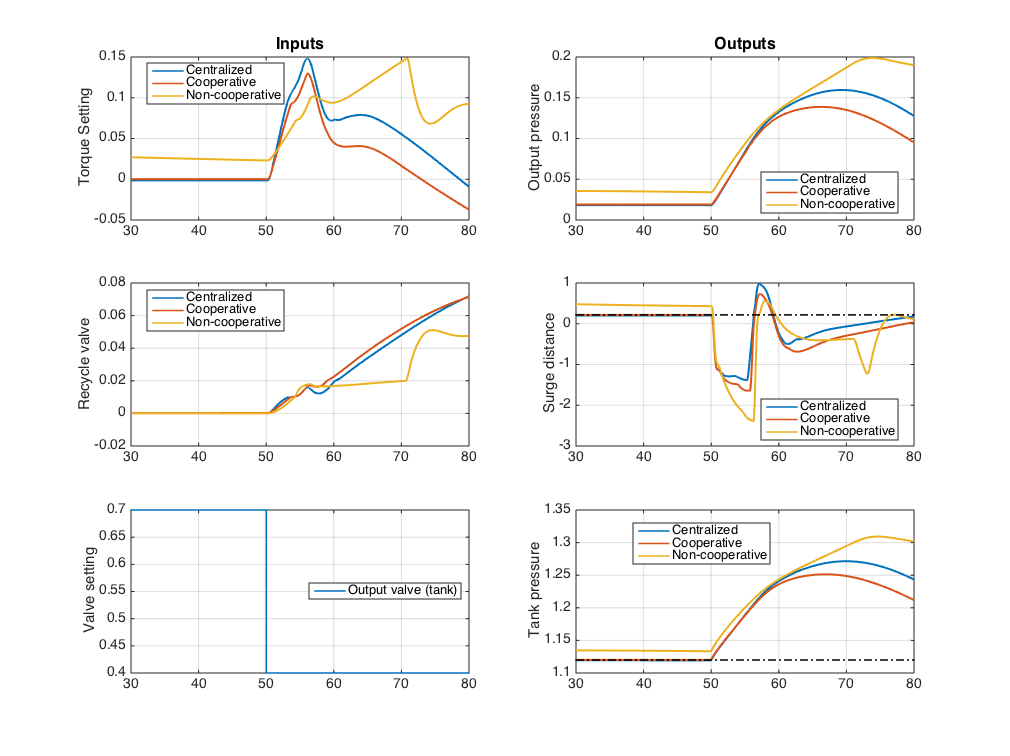 Inputs
Torque Setting
0.15
0.1
0.05
0
-0.05
Centralized
Cooperative
Non-cooperative
30 40 50 60 70 80
Outputs
Output pressure
0.2
0.15
0.1
0.05
0
Centralized
Cooperative
Non-cooperative
30 40 50 60 70 80
Recycle valve
0.08
0.06
0.04
0.02
0
-0.02
Centralized
Cooperative
Non-cooperative
30 40 50 60 70 80
Surge distance
1
0
-1
-2
-3
Centralized
Cooperative
Non-cooperative
30 40 50 60 70 80
Valve setting
0.7
0.65
0.6
0.55
0.5
0.45
0.4
Output valve (tank)
30 40 50 60 70 80
Tank pressure
1.35
1.3
1.25
1.2
1.15
1.1
Centralized
Cooperative
Non-cooperative
30 40 50 60 70 80